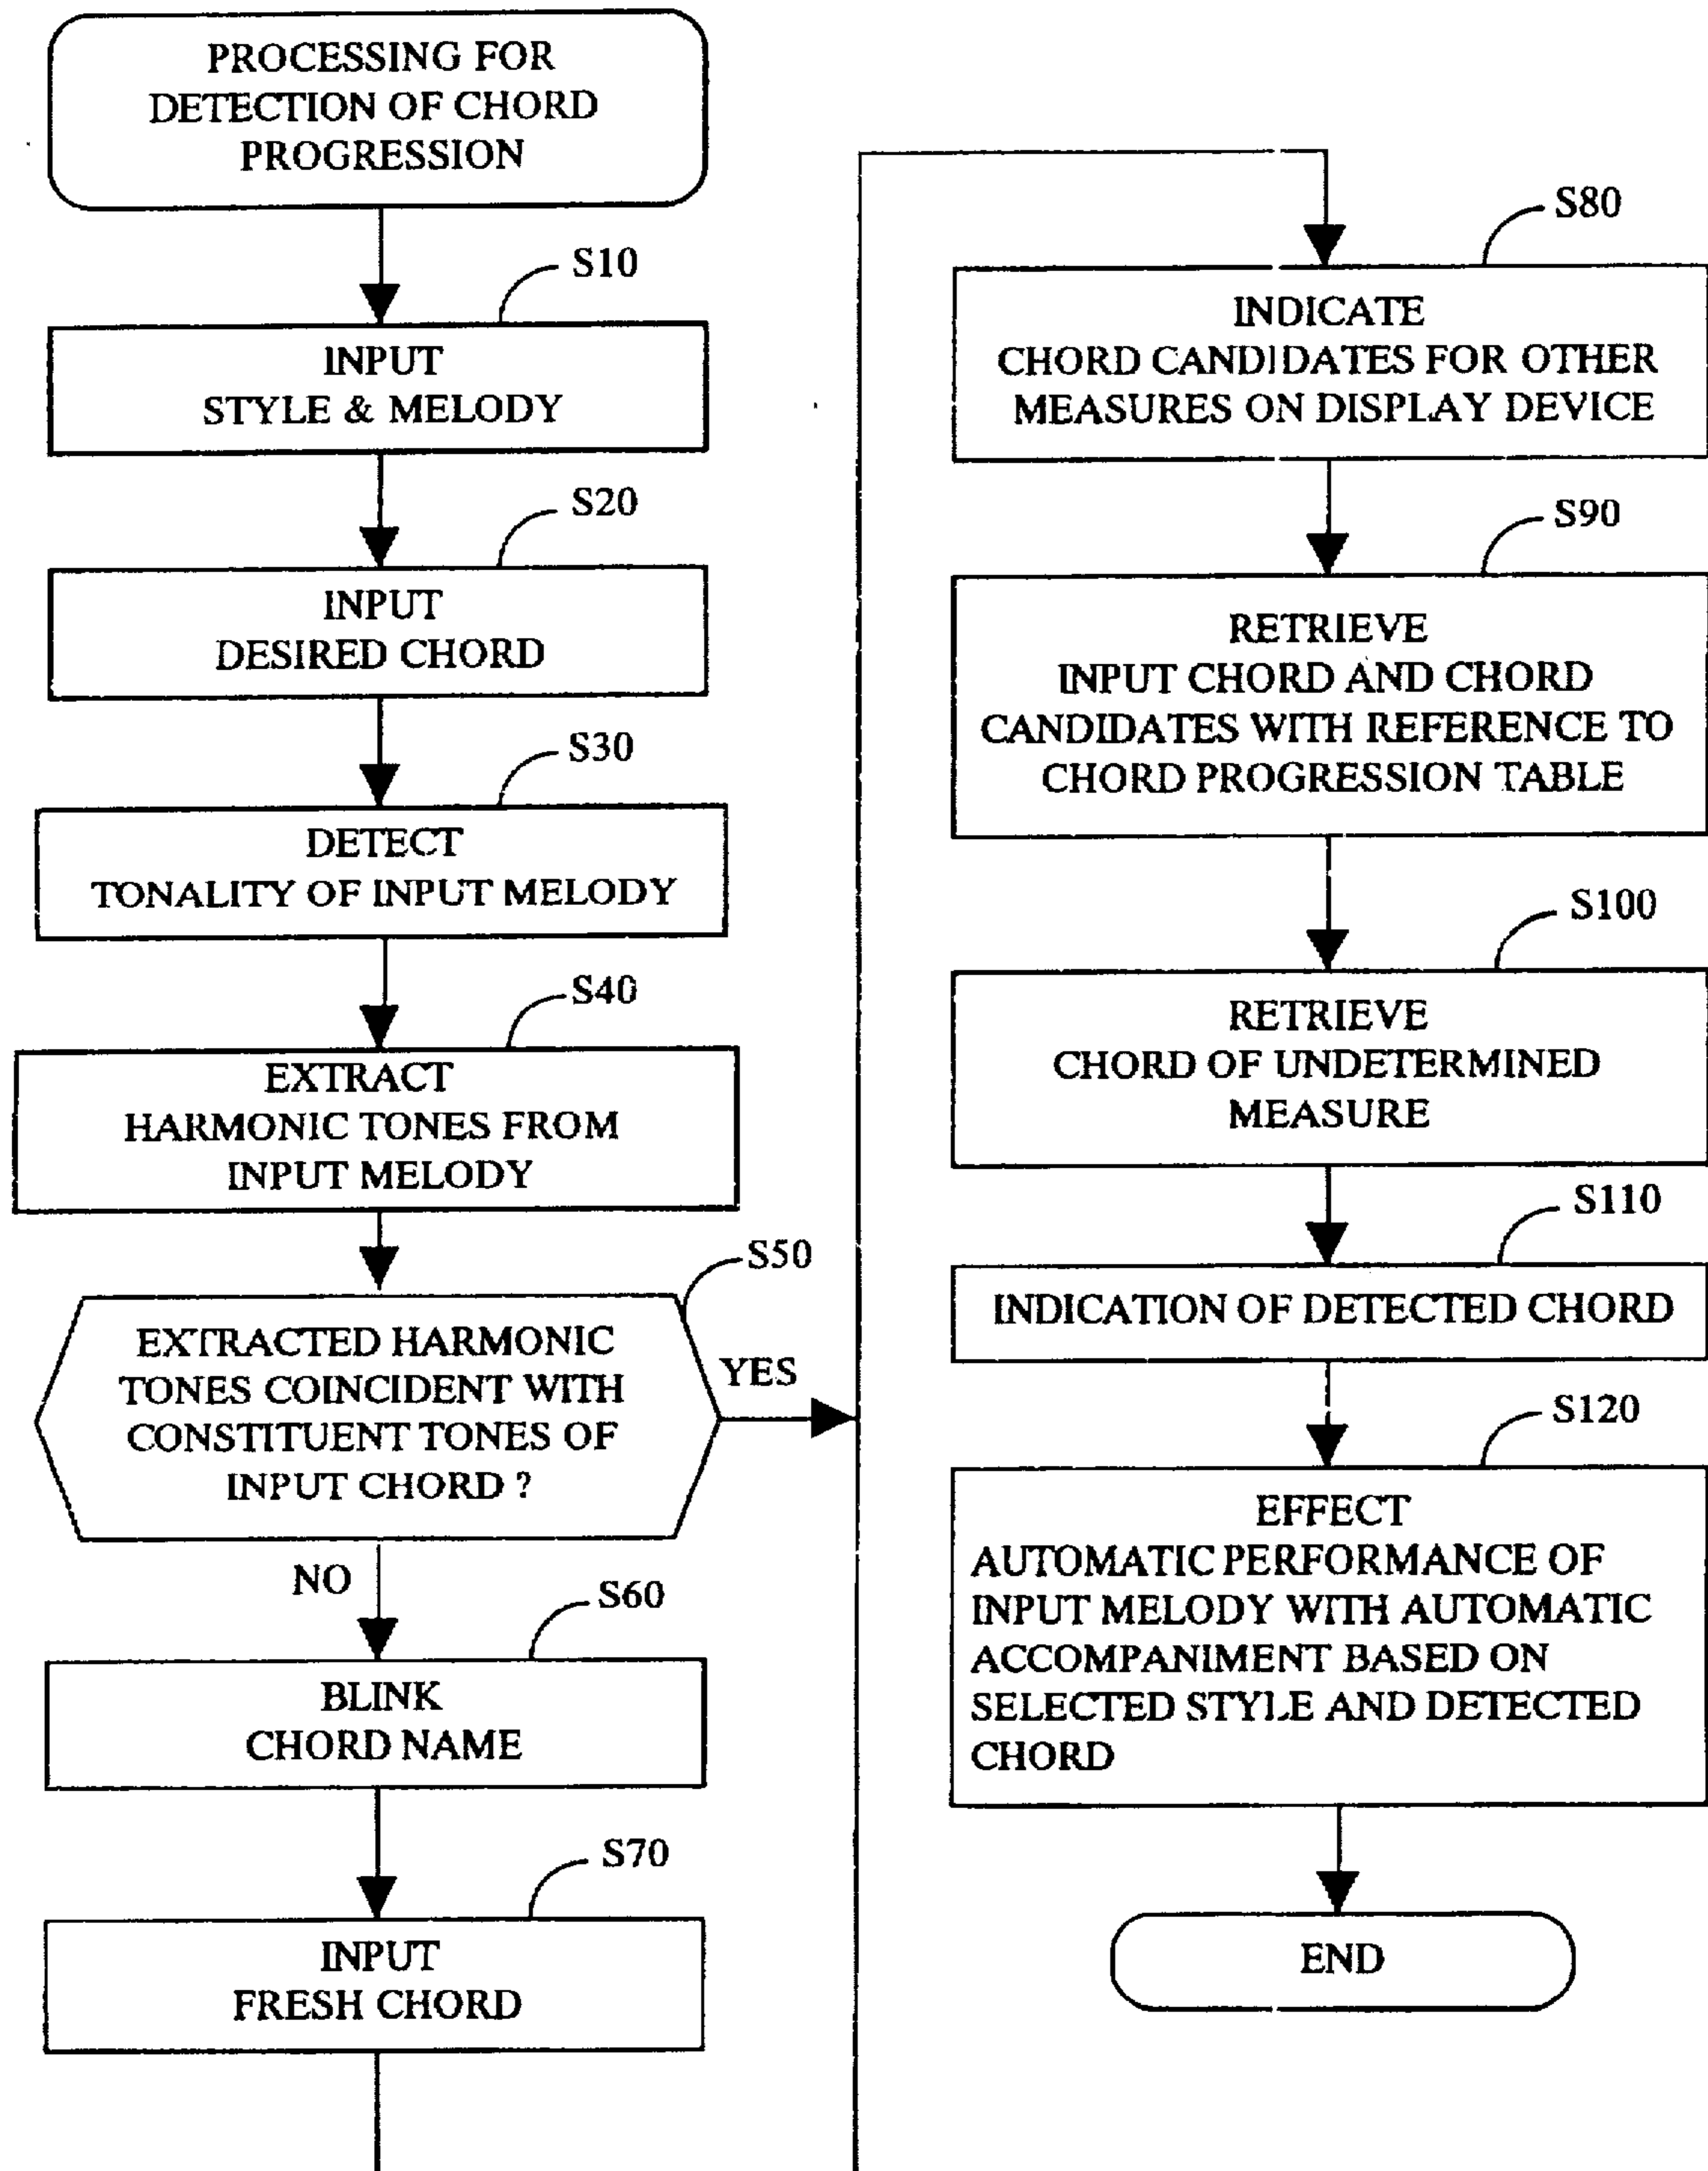 PROCESSING FOR
DETECTION OF CHORD
PROGRESSION
S10
INPUT
STYLE & MELODY
S20
INPUT
DESIRED CHORD
S30
DETECT
TONALITY OF INPUT MELODY
S40
EXTRACT
HARMONIC TONES FROM
INPUT MELODY
S50
EXTRACTED HARMONIC
TONES COINCIDENT WITH
CONSTITUENT TONES OF
INPUT CHORD ?
YES
NO
S60
BLINK
CHORD NAME
S70
INPUT
FRESH CHORD
S80
INDICATE
CHORD CANDIDATES FOR OTHER
MEASURES ON DISPLAY DEVICE
S90
RETRIEVE
INPUT CHORD AND CHORD
CANDIDATES WITH REFERENCE TO
CHORD PROGRESSION TABLE
S100
RETRIEVE
CHORD OF UNDETERMINED
MEASURE
S110
INDICATION OF DETECTED CHORD
S120
EFFECT
AUTOMATIC PERFORMANCE OF
INPUT MELODY WITH AUTOMATIC
ACCOMPANIMENT BASED ON
SELECTED STYLE AND DETECTED
CHORD
END